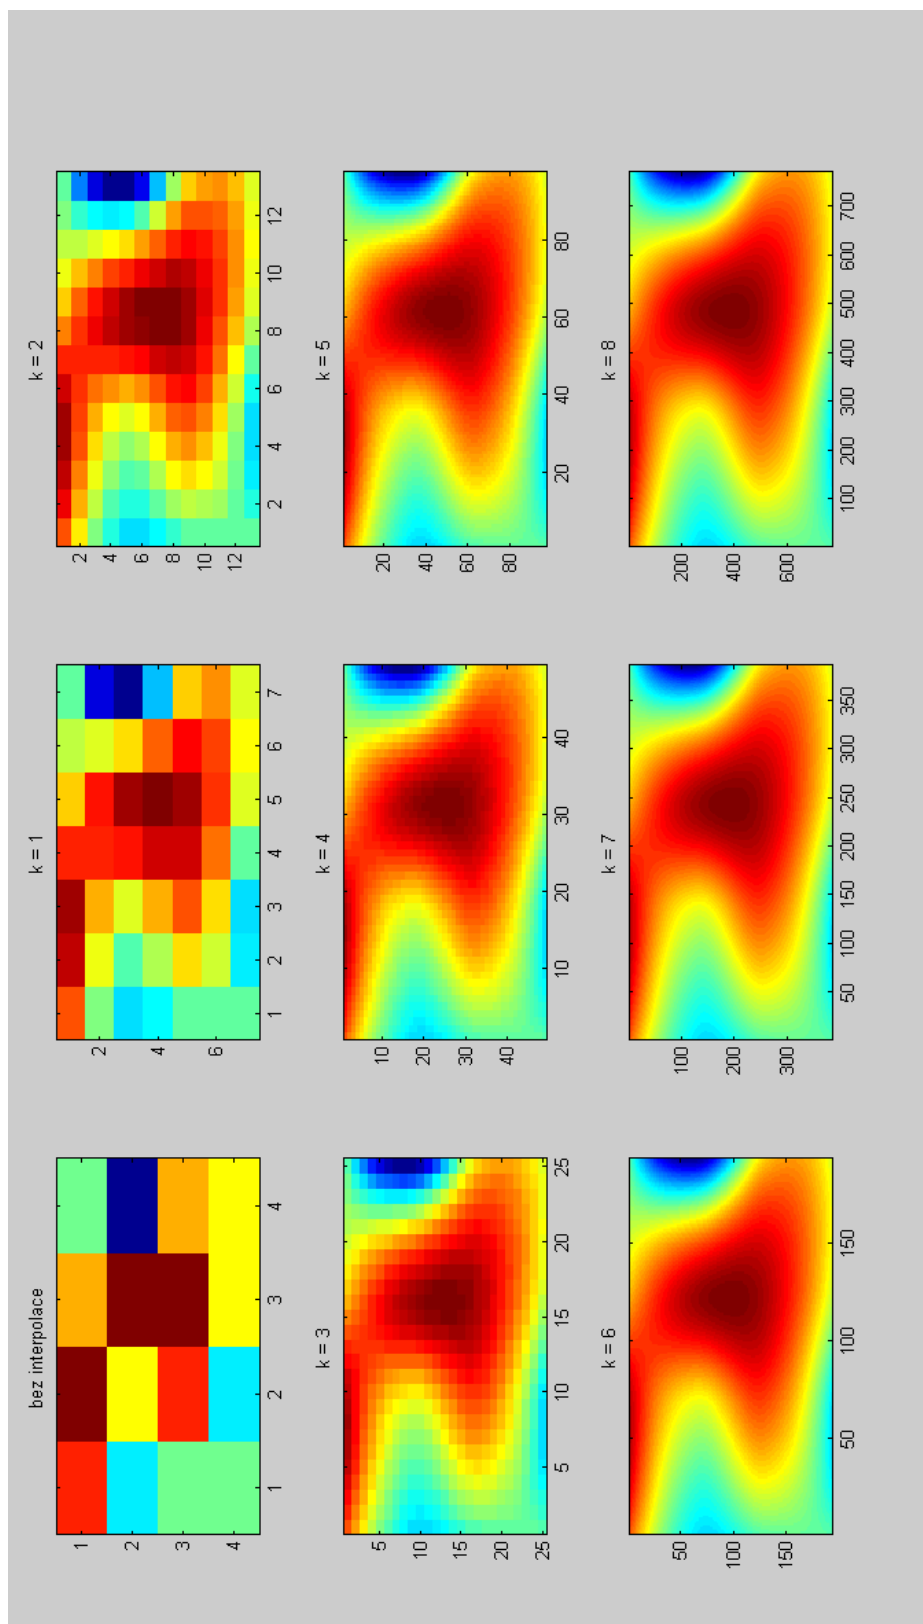 bez interpolace
1
2
3
4
1 2 3 4
k = 1
2
4
6
1 2 3 4 5 6 7
k = 2
2
4
6
8
10
12
2 4 6 8 10 12
k = 3
5
10
15
20
25
5 10 15 20 25
k = 4
10
20
30
40
10 20 30 40
k = 5
20
40
60
80
20 40 60 80
k = 6
50
100
150
50 100 150
k = 7
100
200
300
50 100 150 200 250 300 350
k = 8
200
400
600
100 200 300 400 500 600 700